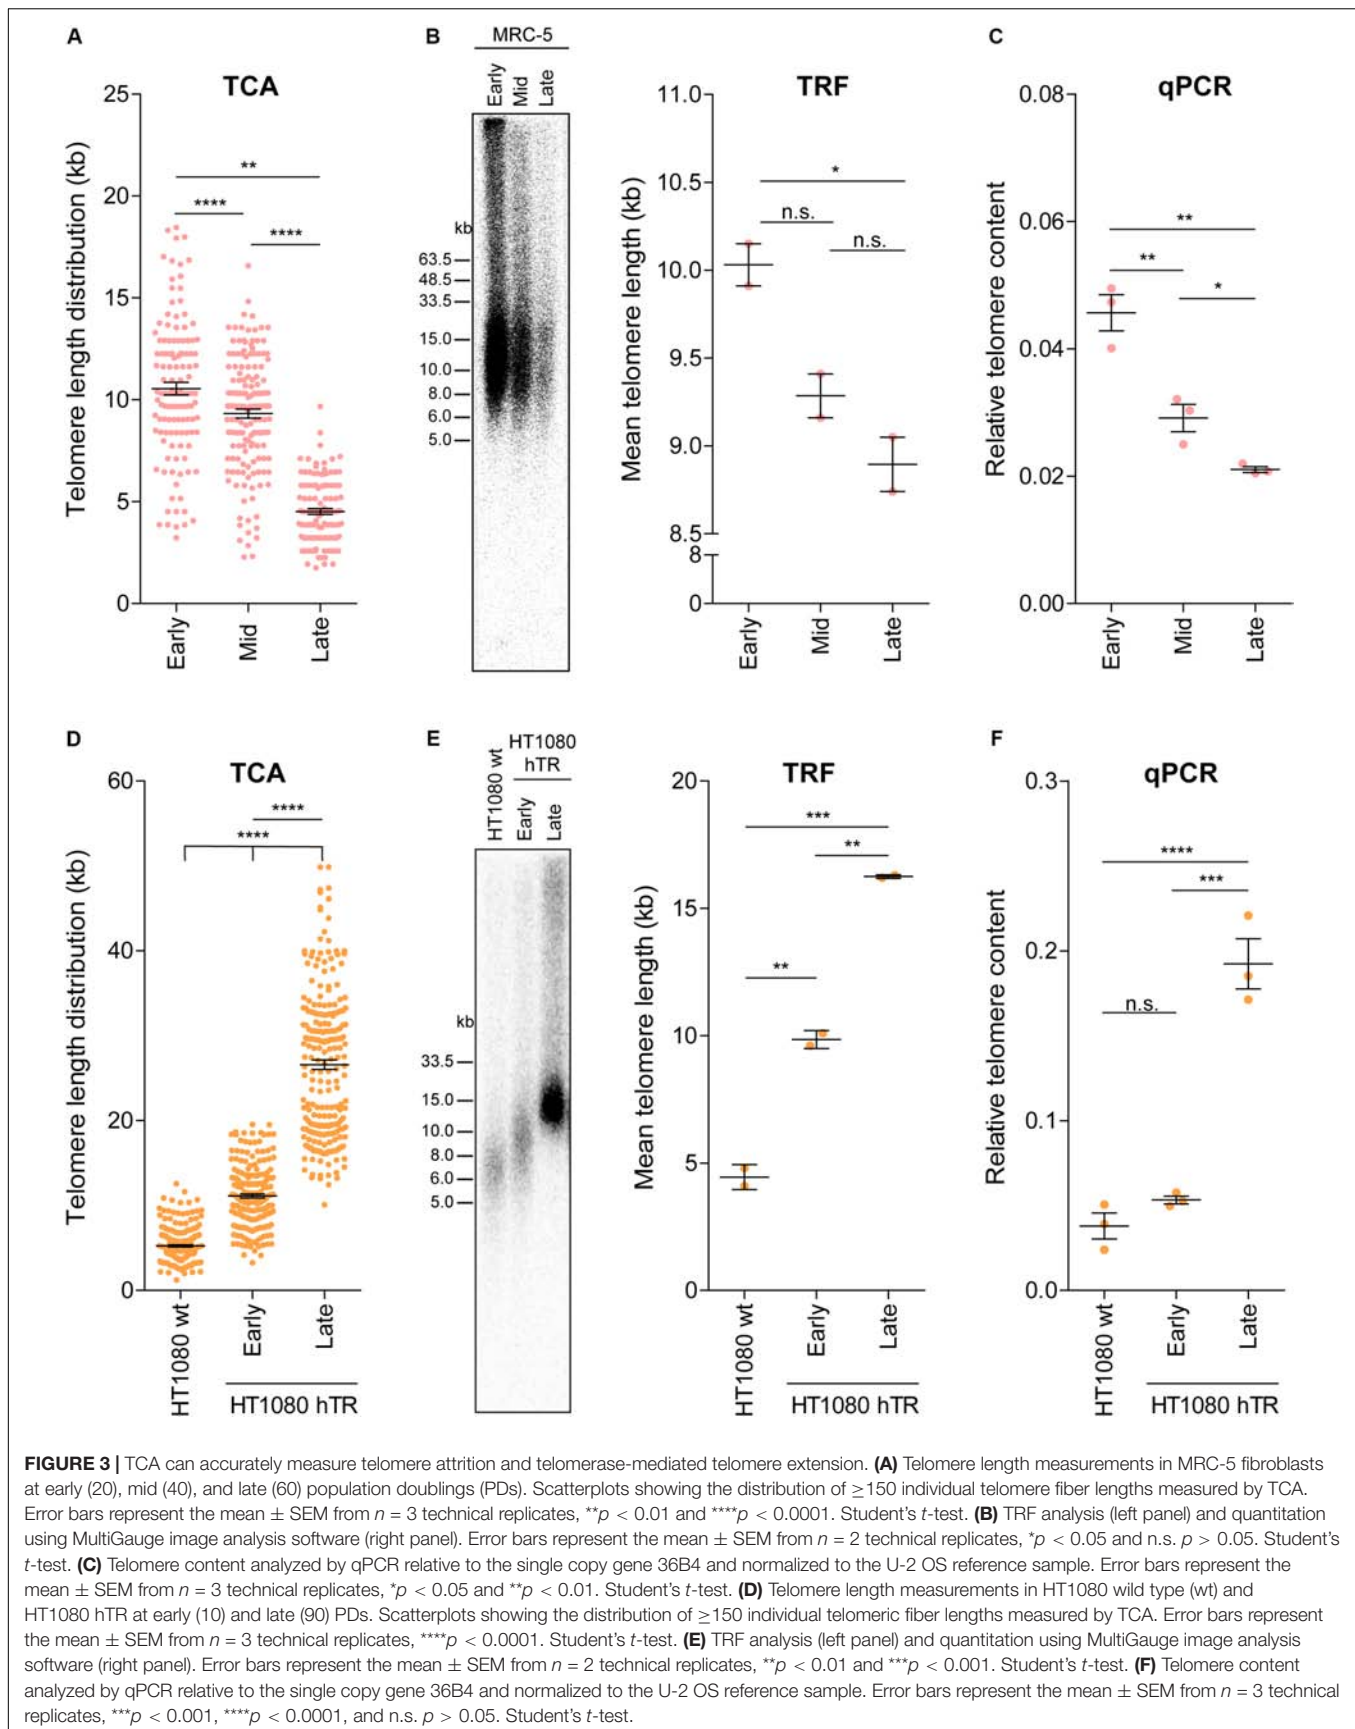 A
TCA
Telomere length distribution (kb)
25
20
15
10
5
0
**
****
****
Early
Mid
Late
B
MRC-5
Early
Mid
Late
kb
63.5
48.5
33.5
15.0
10.0
8.0
6.0
5.0
TRF
Mean telomere length (kb)
11.0
10.5
10.0
9.5
9.0
8.5
8
0
*
n.s.
n.s.
Early
Mid
Late
C
qPCR
Relative telomere content
0.08
0.06
0.04
0.02
0.00
**
**
*
Early
Mid
Late
D
TCA
Telomere length distribution (kb)
60
40
20
0
****
****
HT1080 wt
Early
Late
HT1080 hTR
E
HT1080 wt
HT1080
hTR
Early
Late
kb
33.5
15.0
10.0
8.0
6.0
5.0
TRF
Mean telomere length (kb)
20
15
10
5
0
***
**
**
HT1080 wt
Early
Late
HT1080 hTR
F
qPCR
Relative telomere content
0.3
0.2
0.1
0.0
****
***
n.s.
HT1080 wt
Early
Late
HT1080 hTR
FIGURE 3 | TCA can accurately measure telomere attrition and telomerase-mediated telomere extension. (A) Telomere length measurements in MRC-5 fibroblasts
at early (20), mid (40), and late (60) population doublings (PDs). Scatterplots showing the distribution of ≥150 individual telomere fiber lengths measured by TCA.
Error bars represent the mean ± SEM from n = 3 technical replicates, **p < 0.01 and ****p < 0.0001. Student's t-test. (B) TRF analysis (left panel) and quantitation
using MultiGauge image analysis software (right panel). Error bars represent the mean ± SEM from n = 2 technical replicates, *p < 0.05 and n.s. p > 0.05. Student's
t-test. (C) Telomere content analyzed by qPCR relative to the single copy gene 36B4 and normalized to the U-2 OS reference sample. Error bars represent the
mean ± SEM from n = 3 technical replicates, *p < 0.05 and **p < 0.01. Student's t-test. (D) Telomere length measurements in HT1080 wild type (wt) and
HT1080 hTR at early (10) and late (90) PDs. Scatterplots showing the distribution of ≥150 individual telomeric fiber lengths measured by TCA. Error bars represent
the mean ± SEM from n = 3 technical replicates, ****p < 0.0001. Student's t-test. (E) TRF analysis (left panel) and quantitation using MultiGauge image analysis
software (right panel). Error bars represent the mean ± SEM from n = 2 technical replicates, **p < 0.01 and ***p < 0.001. Student's t-test. (F) Telomere content
analyzed by qPCR relative to the single copy gene 36B4 and normalized to the U-2 OS reference sample. Error bars represent the mean ± SEM from n = 3 technical
replicates, ***p < 0.001, ****p < 0.0001, and n.s. p > 0.05. Student's t-test.